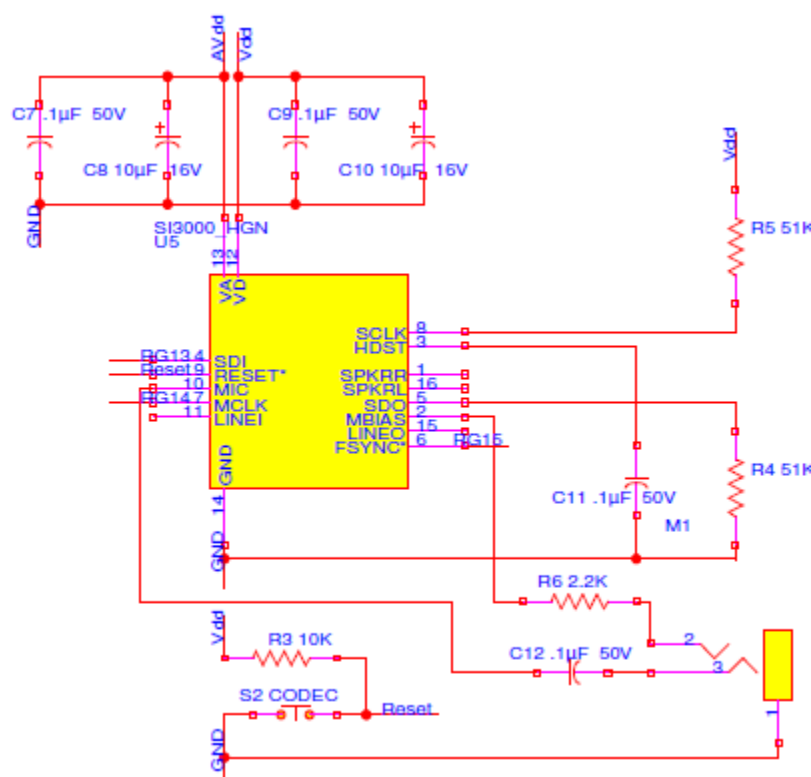 AVdd
Vdd
C7 .1µF 50V
C9 .1µF 50V
C8 10µF 16V
C10 10µF 16V
GND
SI3000_HGN
U5
Vdd
R5 51K
13
12
VA
VD
SCLK 8
HDST 3
RG13 4 SDI
Reset 9 RESET*
10 MIC
RG14 7 MCLK
11 LINEI
SPKRR 1
SPKRL 16
SDO 5
MBIAS 2
LINEO 15
FSYNC* 6 RG15
GND
14
GND
R4 51K
C11 .1µF 50V
M1
R6 2.2K
Vdd
R3 10K
C12 .1µF 50V
2
3
S2 CODEC
Reset
1
GND